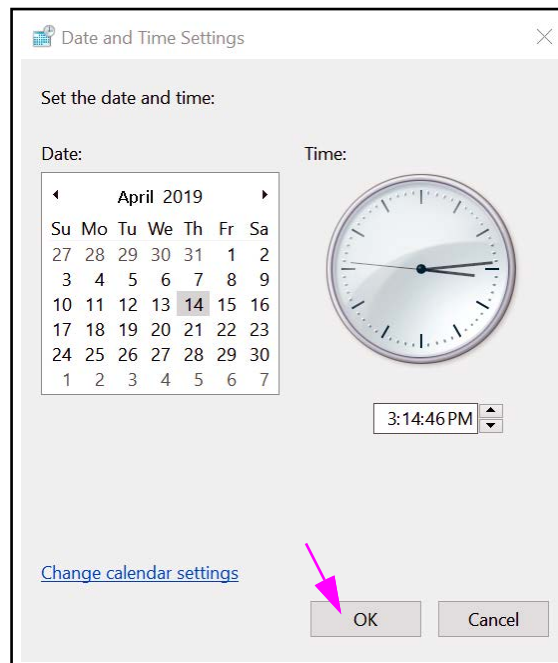 Date and Time Settings
Set the date and time:
Date:
Time:
April 2019
Su Mo Tu We Th Fr Sa
27 28 29 30 31 1 2
3 4 5 6 7 8 9
10 11 12 13 14 15 16
17 18 19 20 21 22 23
24 25 26 27 28 29 30
1 2 3 4 5 6 7
3:14:46 PM
Change calendar settings
OK
Cancel